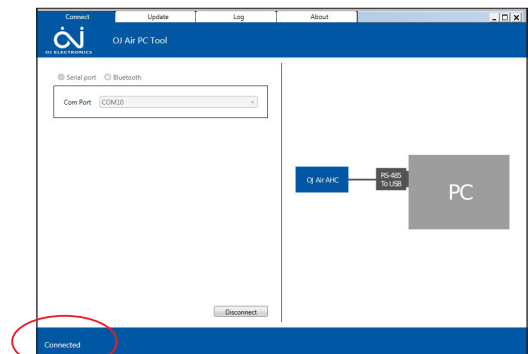 Connect Update Log About
OJ ELECTRONICS
OJ Air PC Tool
Serial port Bluetooth
Com Port COM10
OJ Air AHC
RS-485
To USB
PC
Disconnect
Connected